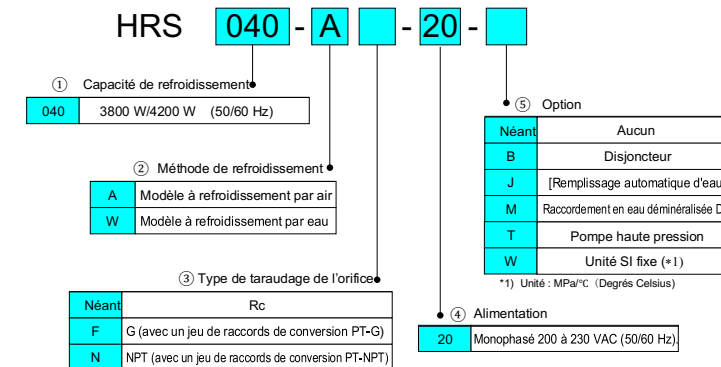 HRS 040 - A - 20 -
① Capacité de refroidissement
040 3800 W/4200 W (50/60 Hz)
② Méthode de refroidissement
A Modèle à refroidissement par air
W Modèle à refroidissement par eau
③ Type de taraudage de l'orifice
Néant Rc
F G (avec un jeu de raccords de conversion PT-G)
N NPT (avec un jeu de raccords de conversion PT-NPT)
⑤ Option
Néant Aucun
B Disjoncteur
J [Remplissage automatique d'eau
M Raccordement en eau déminéralisée D
T Pompe haute pression
W Unité SI fixe (*1)
*1) Unité : MPa/℃ (Degrés Celsius)
④ Alimentation
20 Monophasé 200 à 230 VAC (50/60 Hz).